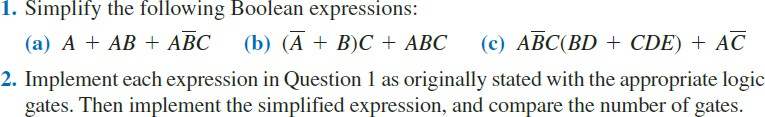 1. Simplify the following Boolean expressions:
(a) A + AB + AB̅C (b) (A̅ + B)C + ABC (c) AB̅C(BD + CDE) + AC̅
2. Implement each expression in Question 1 as originally stated with the appropriate logic
gates. Then implement the simplified expression, and compare the number of gates.